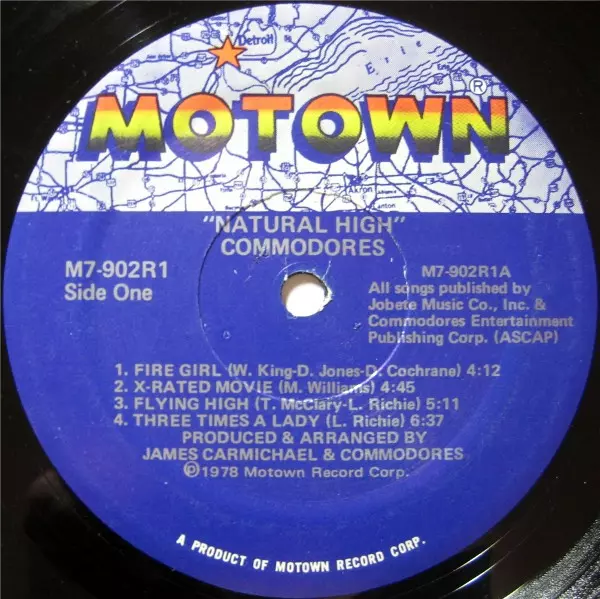 Detroit
Erie
MOTOWN®
Akron
Canton
"NATURAL HIGH"
COMMODORES
M7-902R1
Side One
M7-902R1A
All songs published by
Jobete Music Co., Inc. &
Commodores Entertainment
Publishing Corp. (ASCAP)
1. FIRE GIRL (W. King-D. Jones-D. Cochrane) 4:12
2. X-RATED MOVIE (M. Williams) 4:45
3. FLYING HIGH (T. McClary-L. Richie) 5:11
4. THREE TIMES A LADY (L. Richie) 6:37
PRODUCED & ARRANGED BY
JAMES CARMICHAEL & COMMODORES
℗1978 Motown Record Corp.
A PRODUCT OF MOTOWN RECORD CORP.